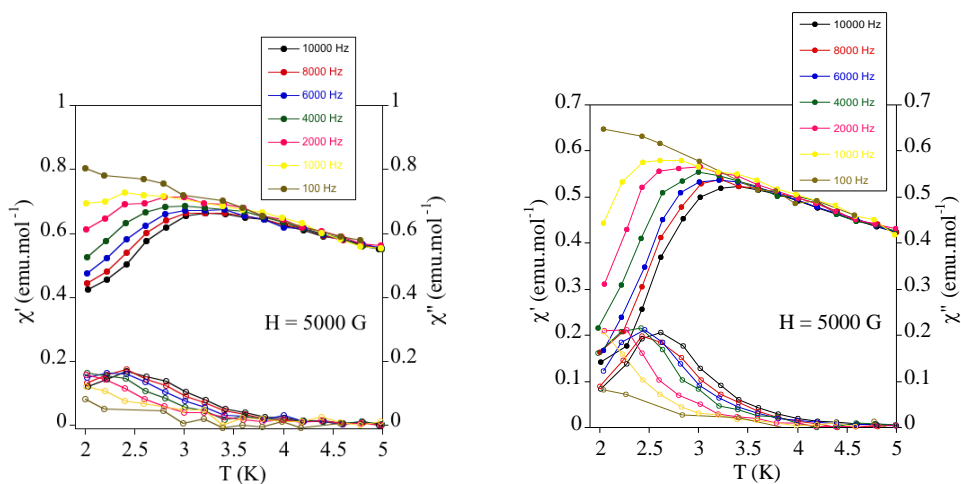 10000 Hz
8000 Hz
6000 Hz
4000 Hz
2000 Hz
1000 Hz
100 Hz
1
0.8
0.6
0.4
0.2
0
1
0.8
0.6
0.4
0.2
0
χ' (emu.mol⁻¹)
χ" (emu.mol⁻¹)
H = 5000 G
2 2.5 3 3.5 4 4.5 5
T (K)
10000 Hz
8000 Hz
6000 Hz
4000 Hz
2000 Hz
1000 Hz
100 Hz
0.7
0.6
0.5
0.4
0.3
0.2
0.1
0
0.7
0.6
0.5
0.4
0.3
0.2
0.1
0
χ' (emu.mol⁻¹)
χ" (emu.mol⁻¹)
H = 5000 G
2 2.5 3 3.5 4 4.5 5
T (K)